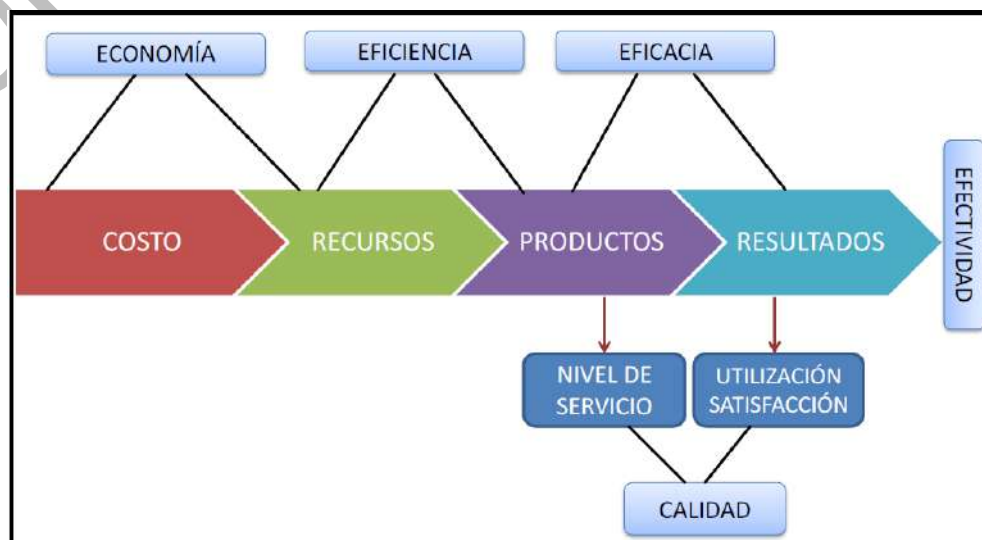 ECONOMÍA
EFICIENCIA
EFICACIA
COSTO
RECURSOS
PRODUCTOS
RESULTADOS
EFECTIVIDAD
NIVEL DE
SERVICIO
UTILIZACIÓN
SATISFACCIÓN
CALIDAD